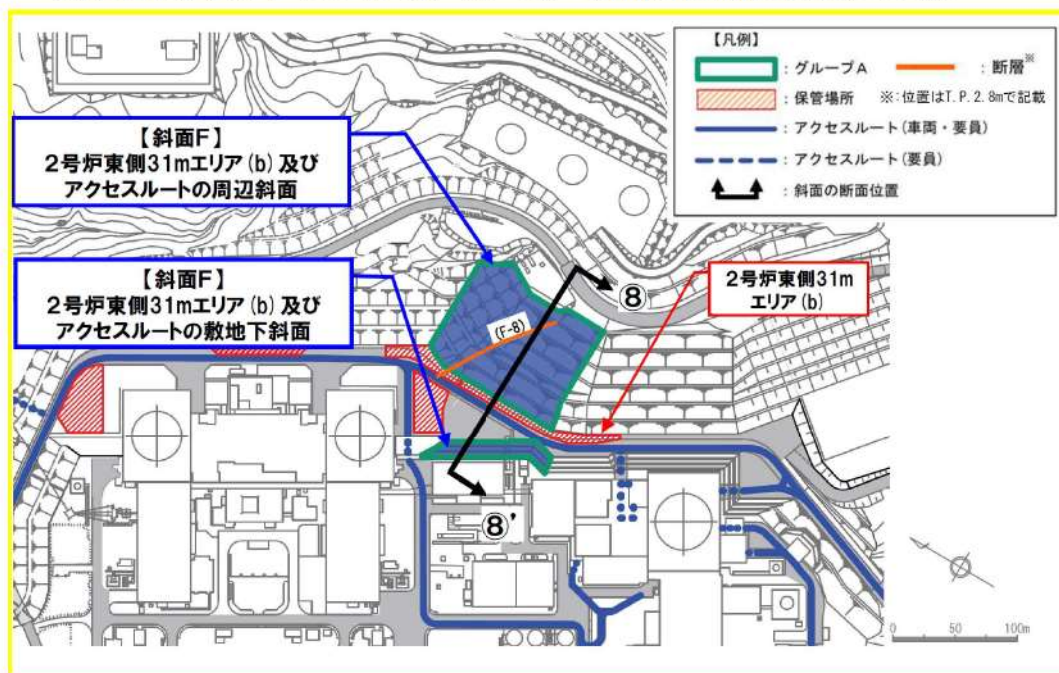 【凡例】
：グループA
：断層※
：保管場所
※：位置はT.P.2.8mで記載
：アクセスルート(車両・要員)
：アクセスルート(要員)
：斜面の断面位置
【斜面F】
2号炉東側31mエリア(b)及び
アクセスルートの周辺斜面
【斜面F】
2号炉東側31mエリア(b)及び
アクセスルートの敷地下斜面
2号炉東側31m
エリア(b)
⑧
(F-8)
⑧'
0 50 100m